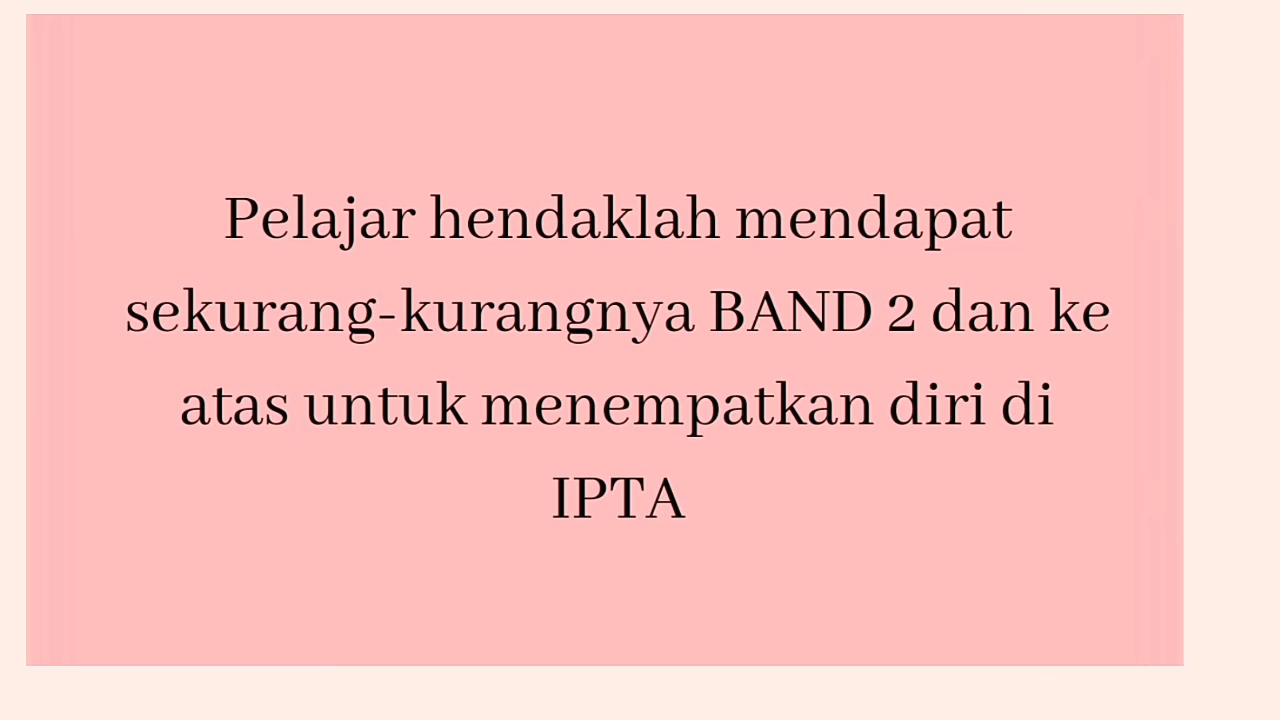 Pelajar hendaklah mendapat
sekurang-kurangnya BAND 2 dan ke
atas untuk menempatkan diri di
IPTA